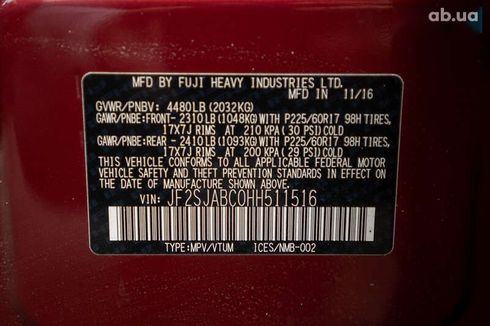 ab.ua
MFD BY FUJI HEAVY INDUSTRIES LTD.
MADE IN JAPAN 11/16
GVWR/PNBV: 4480LB(2032KG)
GAWR/PNBE:FRONT- 2310LB(1048KG)WITH P225/60R17 98H TIRES,
17X7J RIMS AT 210 KPA (30 PSI)COLD
GAWR/PNBE:REAR - 2410LB(1093KG)WITH P225/60R17 98H TIRES,
17X7J RIMS AT 200 KPA (29 PSI)COLD
THIS VEHICLE CONFORMS TO ALL APPLICABLE FEDERAL MOTOR
VEHICLE SAFETY AND THEFT PREVENTION STANDARDS IN EFFECT
ON THE DATE OF MANUFACTURE SHOWN ABOVE.
VIN: JF2SJABC0HH511516
TYPE:MPV/VTUM ICES/NMB-002